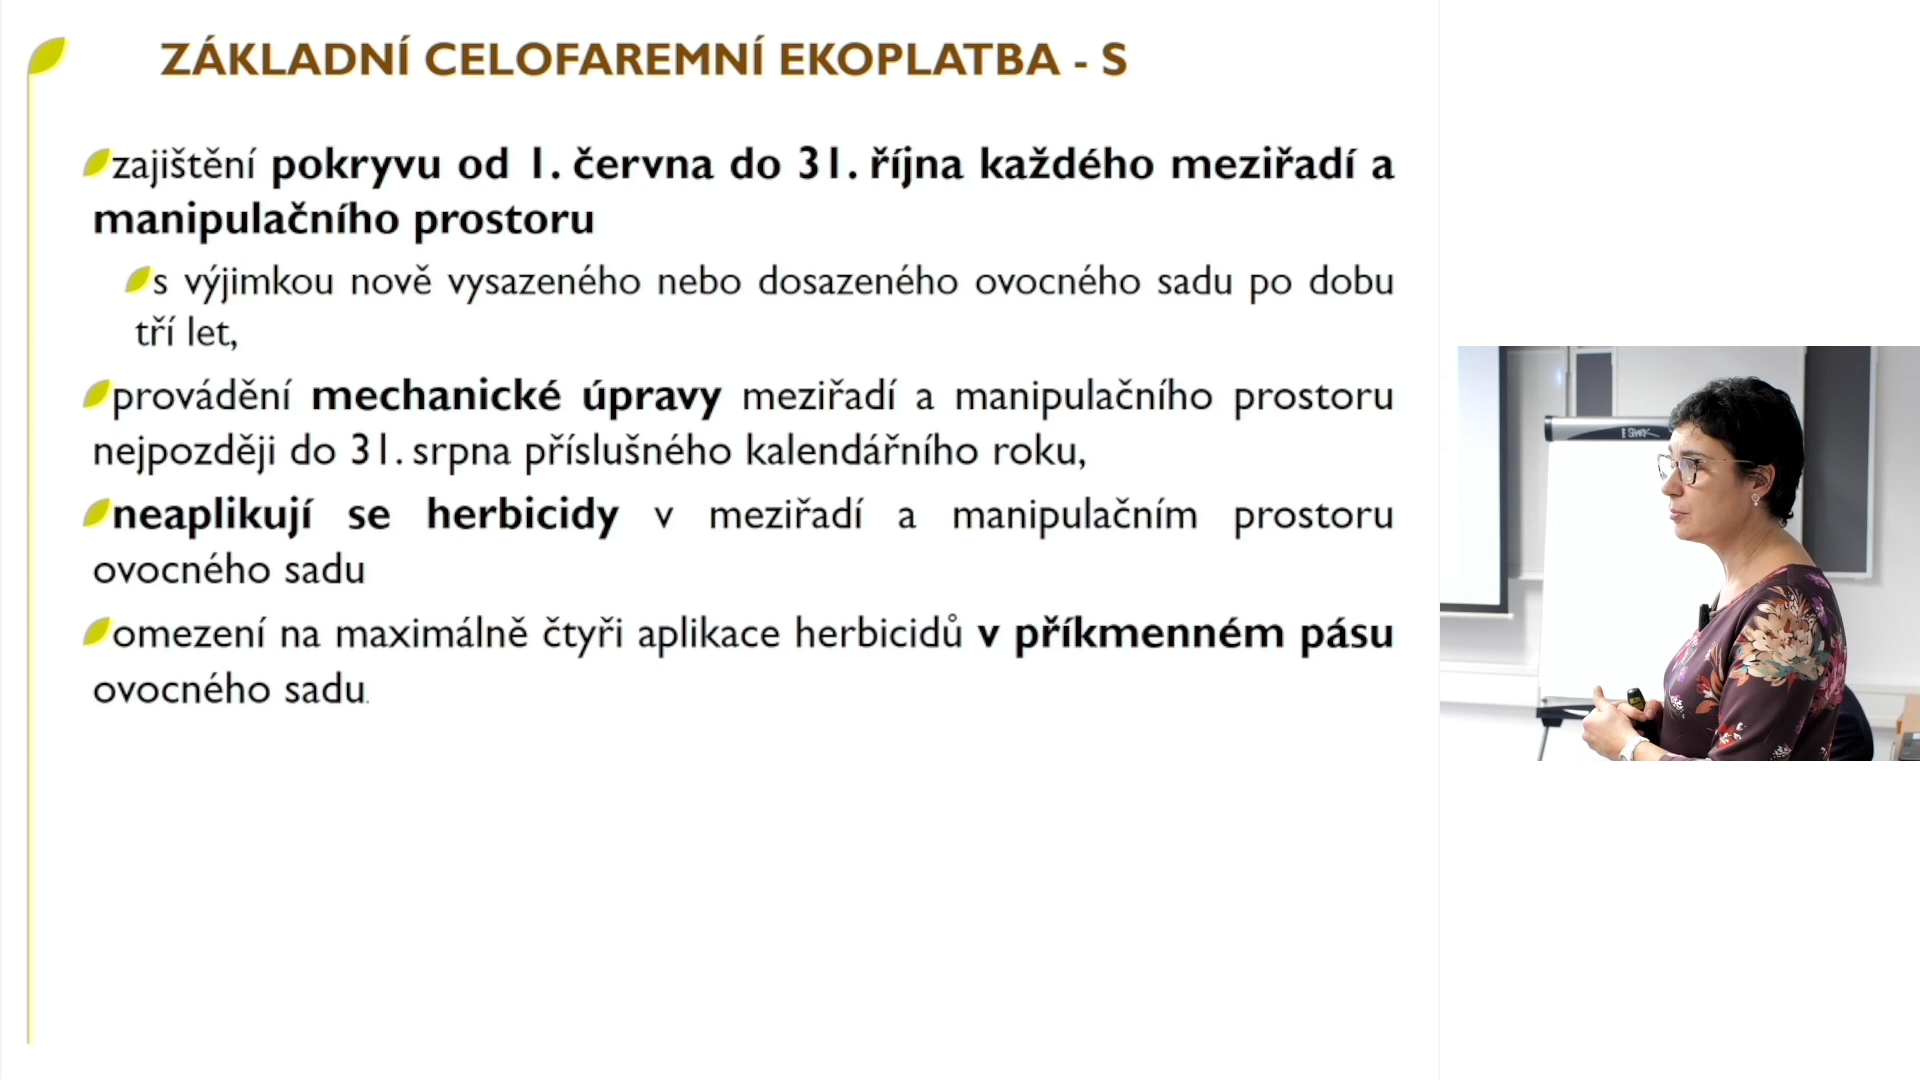 ZÁKLADNÍ CELOFAREMNÍ EKOPLATBA - S
zajištění pokryvu od 1. června do 31. října každého meziřadí a
manipulačního prostoru
s výjimkou nově vysazeného nebo dosazeného ovocného sadu po dobu
tří let,
provádění mechanické úpravy meziřadí a manipulačního prostoru
nejpozději do 31. srpna příslušného kalendářního roku,
neaplikují se herbicidy v meziřadí a manipulačním prostoru
ovocného sadu
omezení na maximálně čtyři aplikace herbicidů v příkmenném pásu
ovocného sadu.